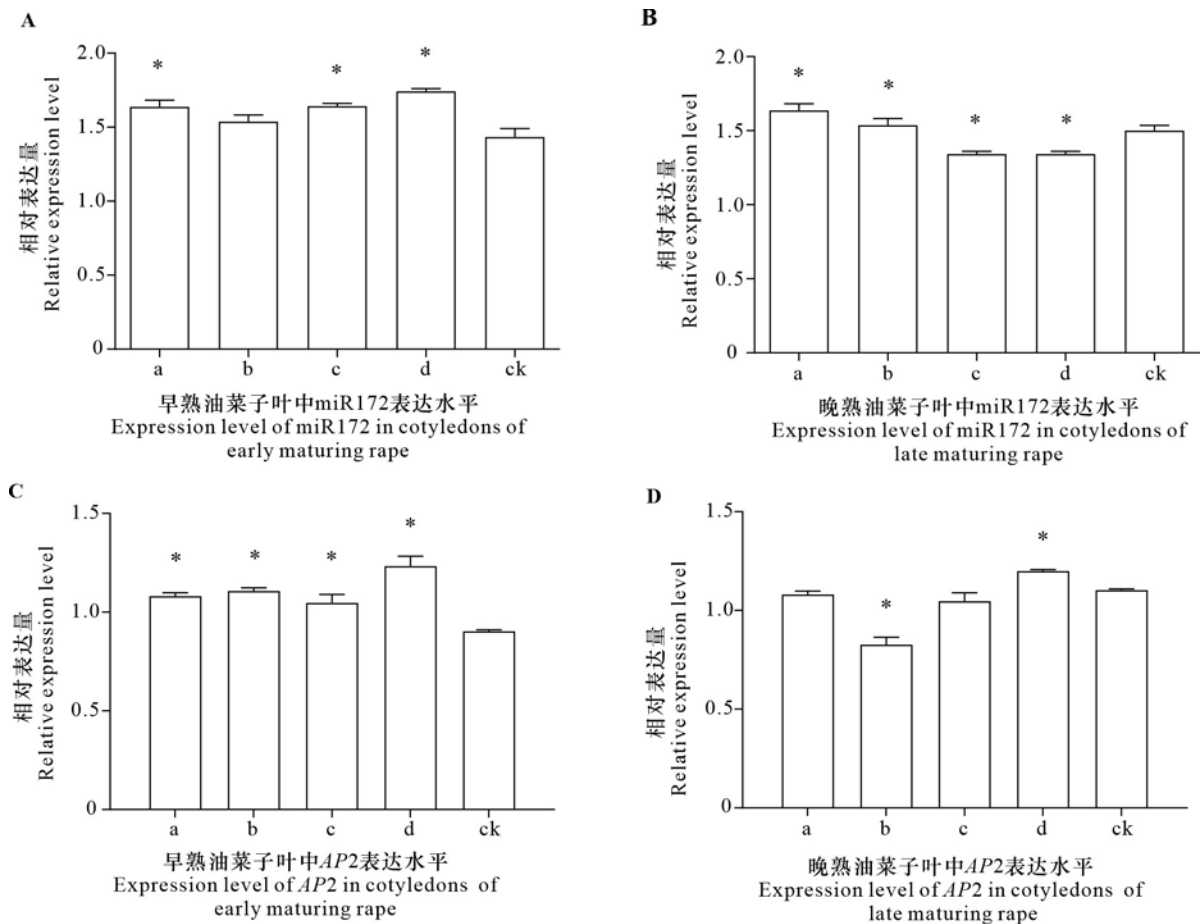 A
相对表达量
Relative expression level
2.0
1.5
1.0
0.5
0
*
*
*
a b c d ck
早熟油菜子叶中miR172表达水平
Expression level of miR172 in cotyledons of
early maturing rape
B
相对表达量
Relative expression level
2.0
1.5
1.0
0.5
0
*
*
*
*
a b c d ck
晚熟油菜子叶中miR172表达水平
Expression level of miR172 in cotyledons of
late maturing rape
C
相对表达量
Relative expression level
1.5
1.0
0.5
0
*
*
*
*
a b c d ck
早熟油菜子叶中AP2表达水平
Expression level of AP2 in cotyledons of
early maturing rape
D
相对表达量
Relative expression level
1.5
1.0
0.5
0
*
*
a b c d ck
晚熟油菜子叶中AP2表达水平
Expression level of AP2 in cotyledons of
late maturing rape